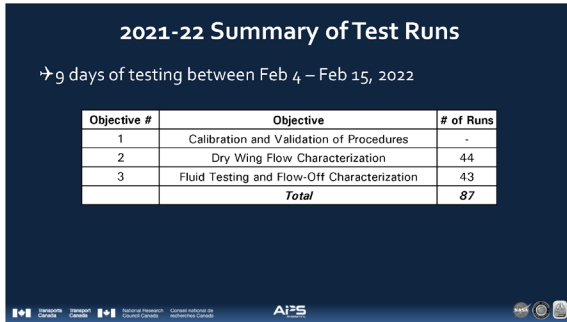 2021-22 Summary of Test Runs
✈9 days of testing between Feb 4 – Feb 15, 2022
Objective # Objective # of Runs
1 Calibration and Validation of Procedures -
2 Dry Wing Flow Characterization 44
3 Fluid Testing and Flow-Off Characterization 43
Total 87
Transports Canada Transport Canada National Research Council Canada Conseil national de recherches Canada APS NASA